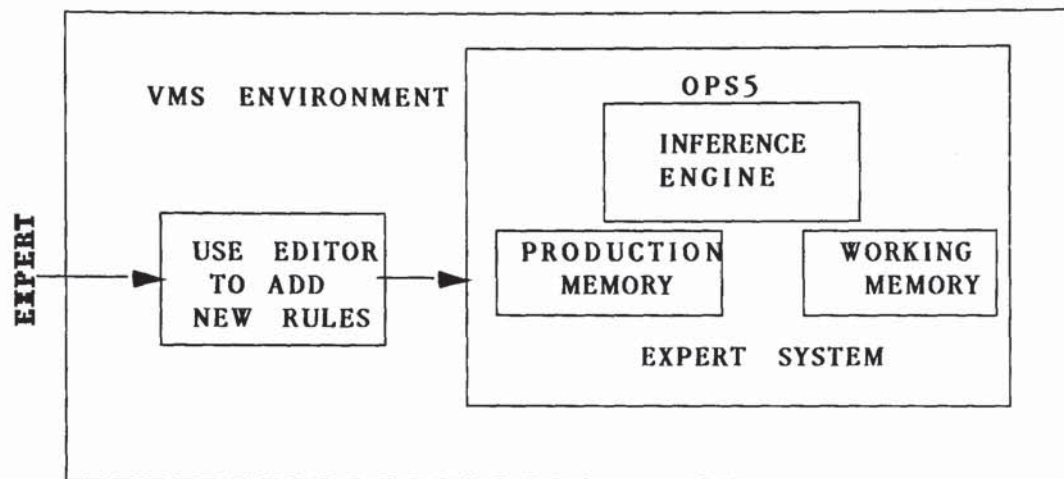 VMS ENVIRONMENT
OPS5
INFERENCE
ENGINE
EXPERT
USE EDITOR
TO ADD
NEW RULES
PRODUCTION
MEMORY
WORKING
MEMORY
EXPERT SYSTEM